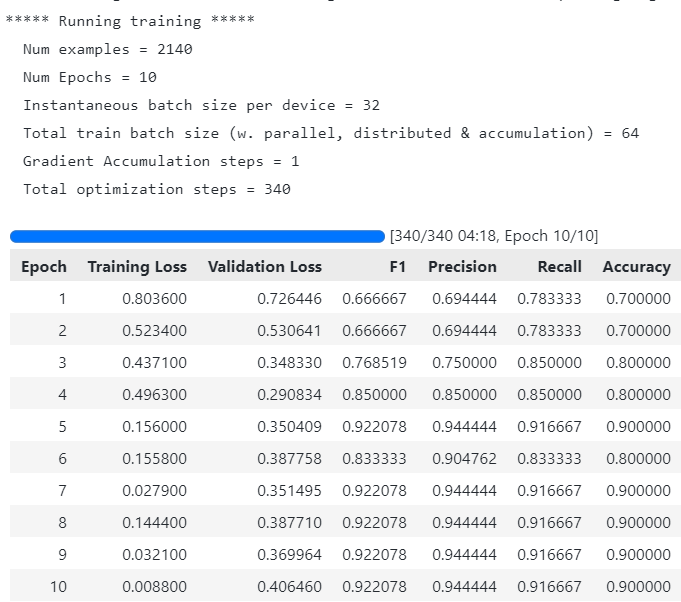 ***** Running training *****
Num examples = 2140
Num Epochs = 10
Instantaneous batch size per device = 32
Total train batch size (w. parallel, distributed & accumulation) = 64
Gradient Accumulation steps = 1
Total optimization steps = 340
[340/340 04:18, Epoch 10/10]
Epoch Training Loss Validation Loss F1 Precision Recall Accuracy
1 0.803600 0.726446 0.666667 0.694444 0.783333 0.700000
2 0.523400 0.530641 0.666667 0.694444 0.783333 0.700000
3 0.437100 0.348330 0.768519 0.750000 0.850000 0.800000
4 0.496300 0.290834 0.850000 0.850000 0.850000 0.800000
5 0.156000 0.350409 0.922078 0.944444 0.916667 0.900000
6 0.155800 0.387758 0.833333 0.904762 0.833333 0.800000
7 0.027900 0.351495 0.922078 0.944444 0.916667 0.900000
8 0.144400 0.387710 0.922078 0.944444 0.916667 0.900000
9 0.032100 0.369964 0.922078 0.944444 0.916667 0.900000
10 0.008800 0.406460 0.922078 0.944444 0.916667 0.900000